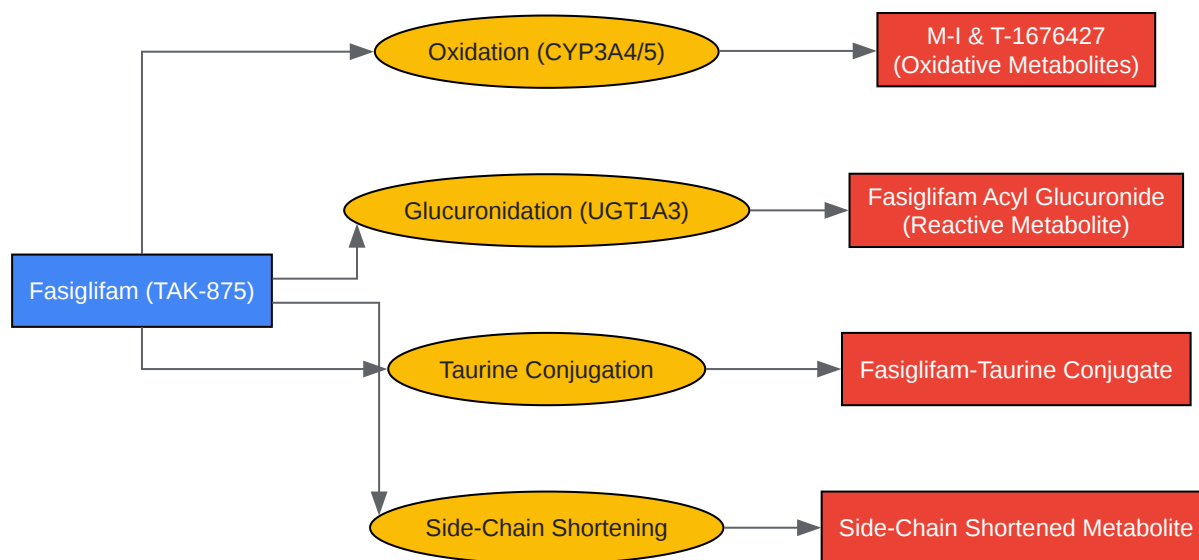 Oxidation (CYP3A4/5)
M-I & T-1676427
(Oxidative Metabolites)
Glucuronidation (UGT1A3)
Fasiglifam Acyl Glucuronide
(Reactive Metabolite)
Fasiglifam (TAK-875)
Taurine Conjugation
Fasiglifam-Taurine Conjugate
Side-Chain Shortening
Side-Chain Shortened Metabolite